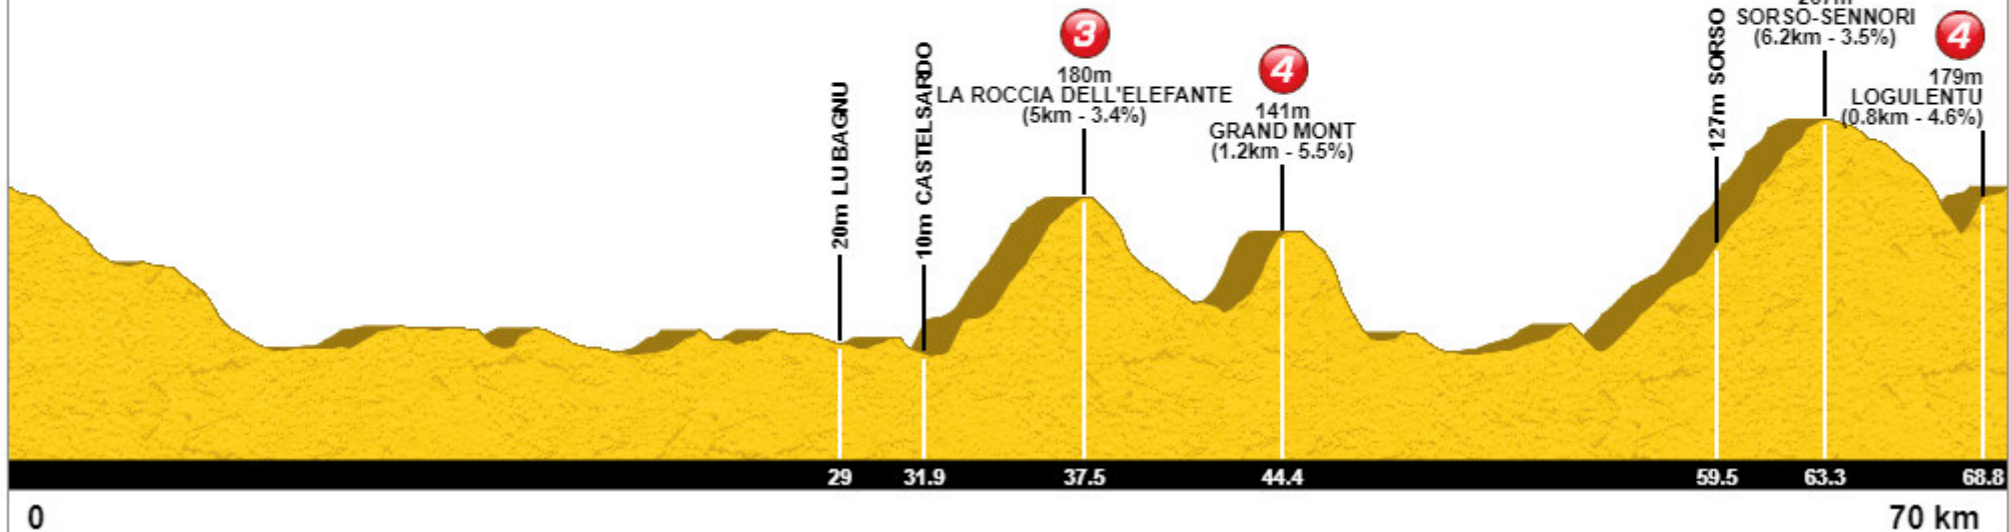 20m LU BAGNU
10m CASTELSARDO
3
180m
LA ROCCIA DELL'ELEFANTE
(5km - 3.4%)
4
141m
GRAND MONT
(1.2km - 5.5%)
127m SORSO
SORSO-SENNORI
(6.2km - 3.5%)
4
179m
LOGULENTU
(0.8km - 4.6%)
29
31.9
37.5
44.4
59.5
63.3
68.8
0
70 km